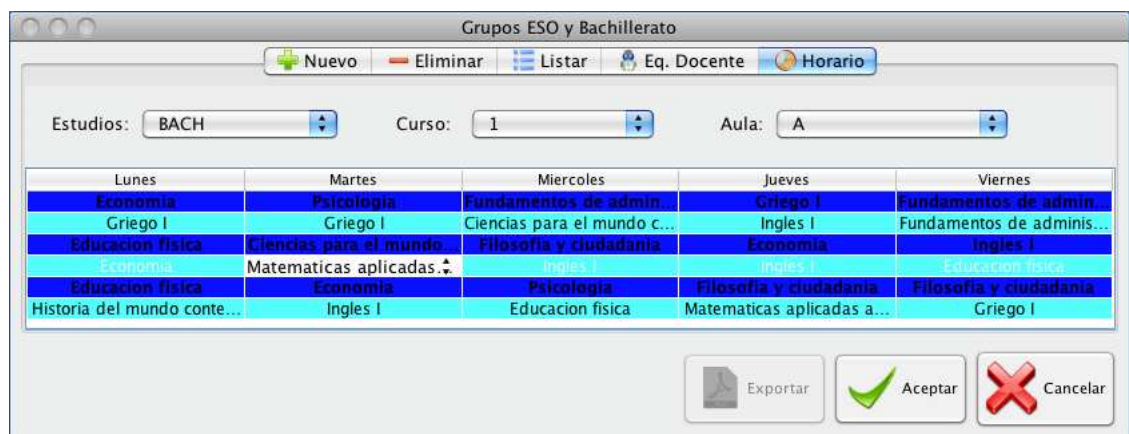 Grupos ESO y Bachillerato
Nuevo Eliminar Listar Eq. Docente Horario
Estudios: BACH Curso: 1 Aula: A
Lunes Martes Miercoles Jueves Viernes
Economia Psicologia Fundamentos de admin... Griego I Fundamentos de admin...
Griego I Griego I Ciencias para el mundo c... Ingles I Fundamentos de adminis...
Educacion fisica Ciencias para el mundo... Filosofia y ciudadania Economia Ingles I
Economia Matematicas aplicadas... Ingles I Ingles I Educacion fisica
Educacion fisica Economia Psicologia Filosofia y ciudadania Filosofia y ciudadania
Historia del mundo conte... Ingles I Educacion fisica Matematicas aplicadas a... Griego I
Exportar Aceptar Cancelar